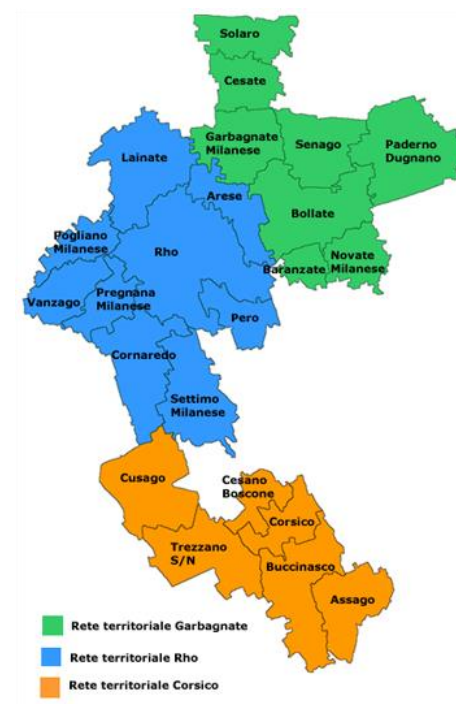 Solaro
Cesate
Garbagnate
Milanese
Senago
Paderno
Dugnano
Lainate
Arese
Bollate
Pogliano
Milanese
Rho
Baranzate
Novate
Milanese
Vanzago
Pregnana
Milanese
Pero
Cornaredo
Settimo
Milanese
Cusago
Cesano
Boscone
Corsico
Trezzano
S/N
Buccinasco
Assago
Rete territoriale Garbagnate
Rete territoriale Rho
Rete territoriale Corsico